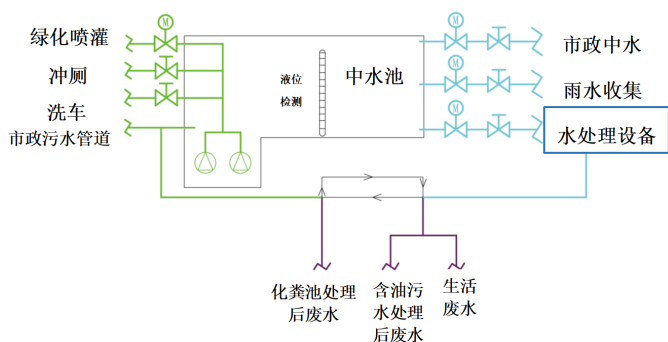 绿化喷灌
冲厕
洗车
市政污水管道
液位
检测
中水池
M
M
M
M
市政中水
雨水收集
水处理设备
化粪池处理
后废水
含油污
水处理
后废水
生活
废水